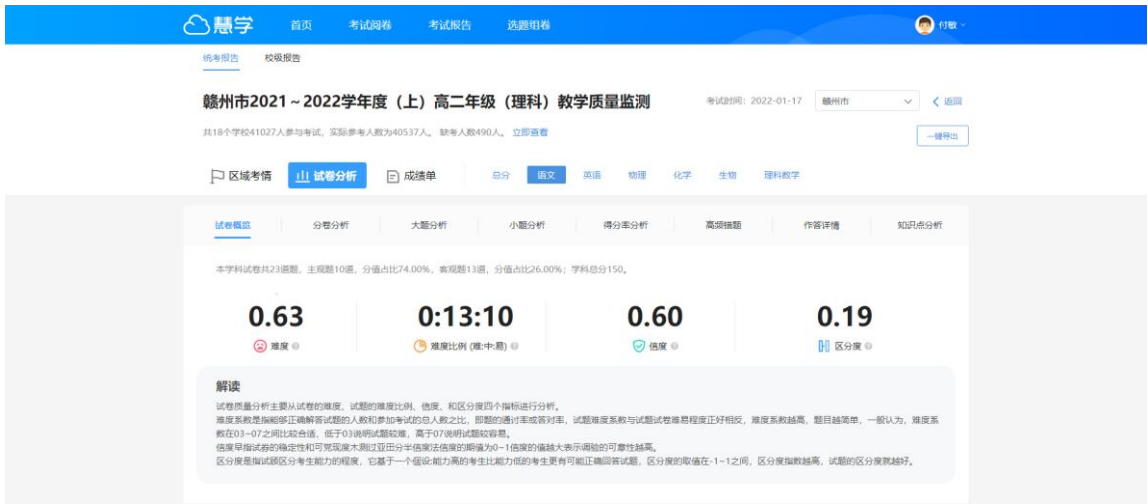 慧学 首页 考试阅卷 考试报告 选题组卷 付敏
统考报告 校级报告
赣州市2021~2022学年度（上）高二年级（理科）教学质量监测 考试时间：2022-01-17 赣州市 返回
共18个学校41027人参与考试，实际参考人数为40537人。 缺考人数490人。 立即查看 一键导出
区域考情 试卷分析 成绩单 总分 语文 英语 物理 化学 生物 理科数学
试卷概览 分卷分析 大题分析 小题分析 得分率分析 高频错题 作答详情 知识点分析
本学科试卷共23道题，主观题10道，分值占比74.00%，客观题13道，分值占比26.00%；学科总分150。
0.63 0:13:10 0.60 0.19
难度 难度比例 (难:中:易) 信度 区分度
解读
试卷质量分析主要从试卷的难度、试题的难度比例、信度、和区分度四个指标进行分析。
难度系数是指能够正确解答试题的人数和参加考试的总人数之比，即题的通过率或答对率，试题难度系数与试题试卷难易程度正好相反，难度系数越高，题目越简单，一般认为，难度系
数在03~07之间比较合适，低于03说明试题较难，高于07说明试题较容易。
信度早指试券的稳定性和可党现度木测过亚田分半信度法信度的期值为0~1信度的值越大表示调验的可靠性越高。
区分度是指试顾区分考生能力的程度，它基于一个假设:能力高的考生比能力低的考生更有可能正确回答试题，区分度的取值在-1~1之间，区分度指数越高，试题的区分度就越好。